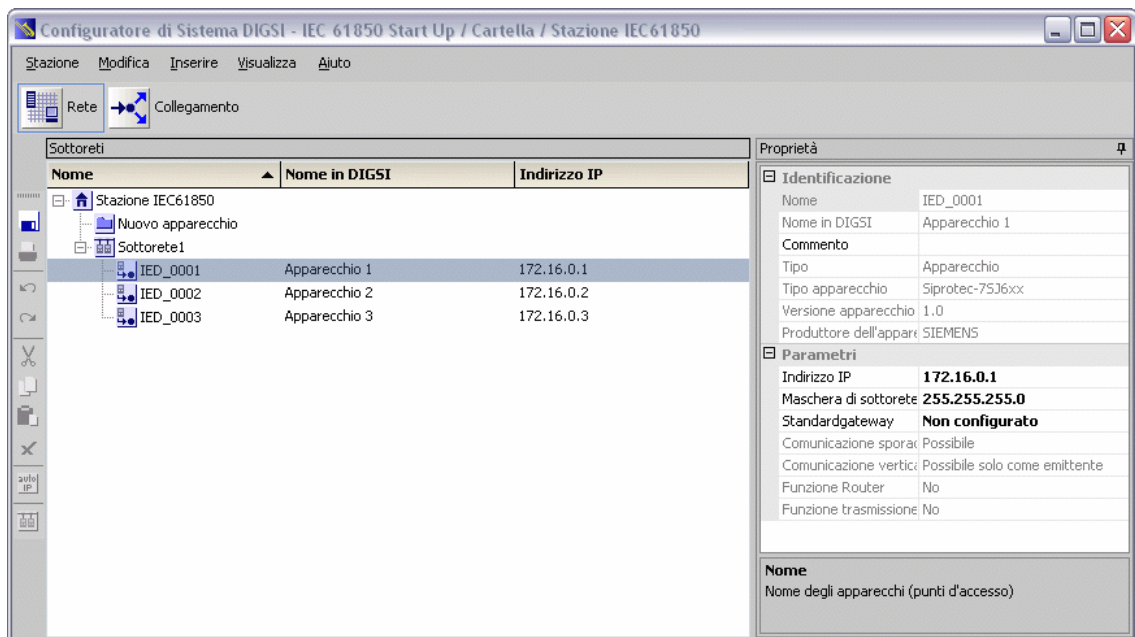 Configuratore di Sistema DIGSI - IEC 61850 Start Up / Cartella / Stazione IEC61850
Stazione Modifica Inserire Visualizza Aiuto
Rete Collegamento
Sottoreti
Nome Nome in DIGSI Indirizzo IP
Stazione IEC61850
Nuovo apparecchio
Sottorete1
IED_0001 Apparecchio 1 172.16.0.1
IED_0002 Apparecchio 2 172.16.0.2
IED_0003 Apparecchio 3 172.16.0.3
auto IP
Proprietà
Identificazione
Nome IED_0001
Nome in DIGSI Apparecchio 1
Commento
Tipo Apparecchio
Tipo apparecchio Siprotec-7SJ6xx
Versione apparecchio 1.0
Produttore dell'appare SIEMENS
Parametri
Indirizzo IP 172.16.0.1
Maschera di sottorete 255.255.255.0
Standardgateway Non configurato
Comunicazione sporad Possibile
Comunicazione vertica Possibile solo come emittente
Funzione Router No
Funzione trasmissione No
Nome
Nome degli apparecchi (punti d'accesso)